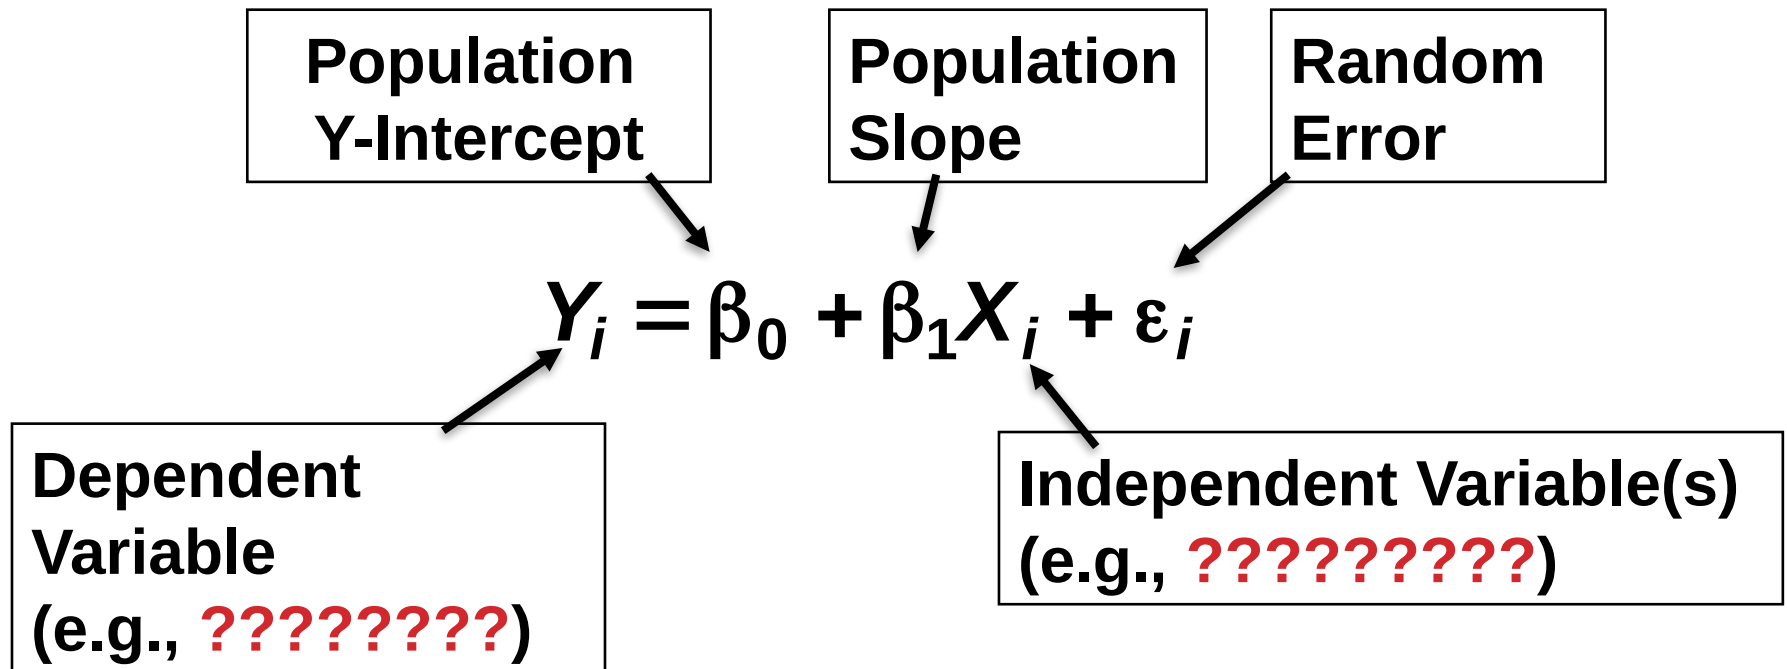 Population
Y-Intercept
Population
Slope
Random
Error
Yᵢ = β₀ + β₁Xᵢ + εᵢ
Dependent
Variable
(e.g., ????????)
Independent Variable(s)
(e.g., ?????????)